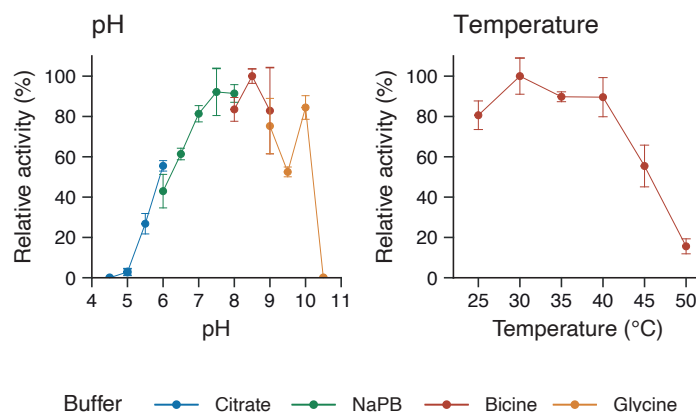 pH
Relative activity (%)
100
80
60
40
20
0
4 5 6 7 8 9 10 11
pH
Temperature
Relative activity (%)
100
80
60
40
20
0
25 30 35 40 45 50
Temperature (°C)
Buffer Citrate NaPB Bicine Glycine